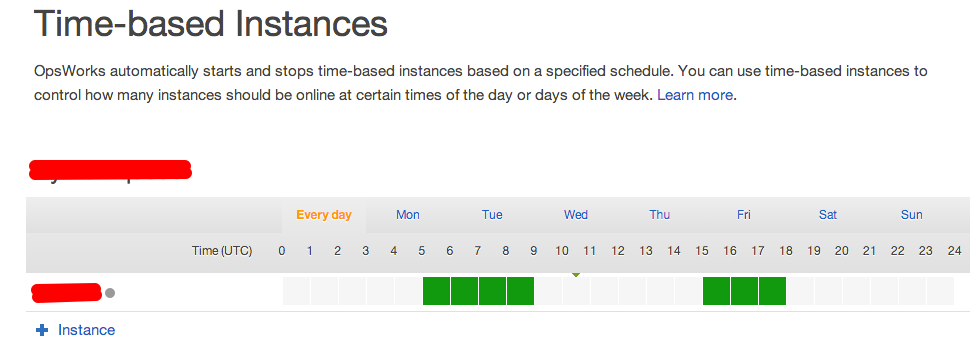 Time-based Instances
OpsWorks automatically starts and stops time-based instances based on a specified schedule. You can use time-based instances to
control how many instances should be online at certain times of the day or days of the week. Learn more.
Every day Mon Tue Wed Thu Fri Sat Sun
Time (UTC) 0 1 2 3 4 5 6 7 8 9 10 11 12 13 14 15 16 17 18 19 20 21 22 23 24
+ Instance